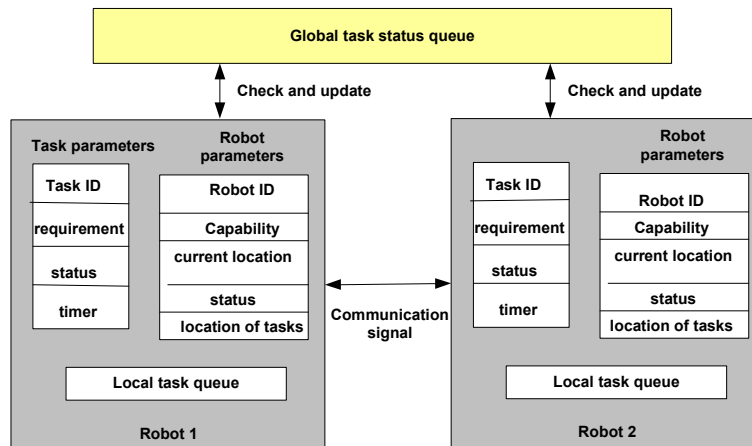 Global task status queue
Check and update
Check and update
Task parameters
Robot
parameters
Task ID
requirement
status
timer
Robot ID
Capability
current location
status
location of tasks
Local task queue
Robot 1
Communication
signal
Robot
parameters
Task ID
requirement
status
timer
Robot ID
Capability
current location
status
location of tasks
Local task queue
Robot 2